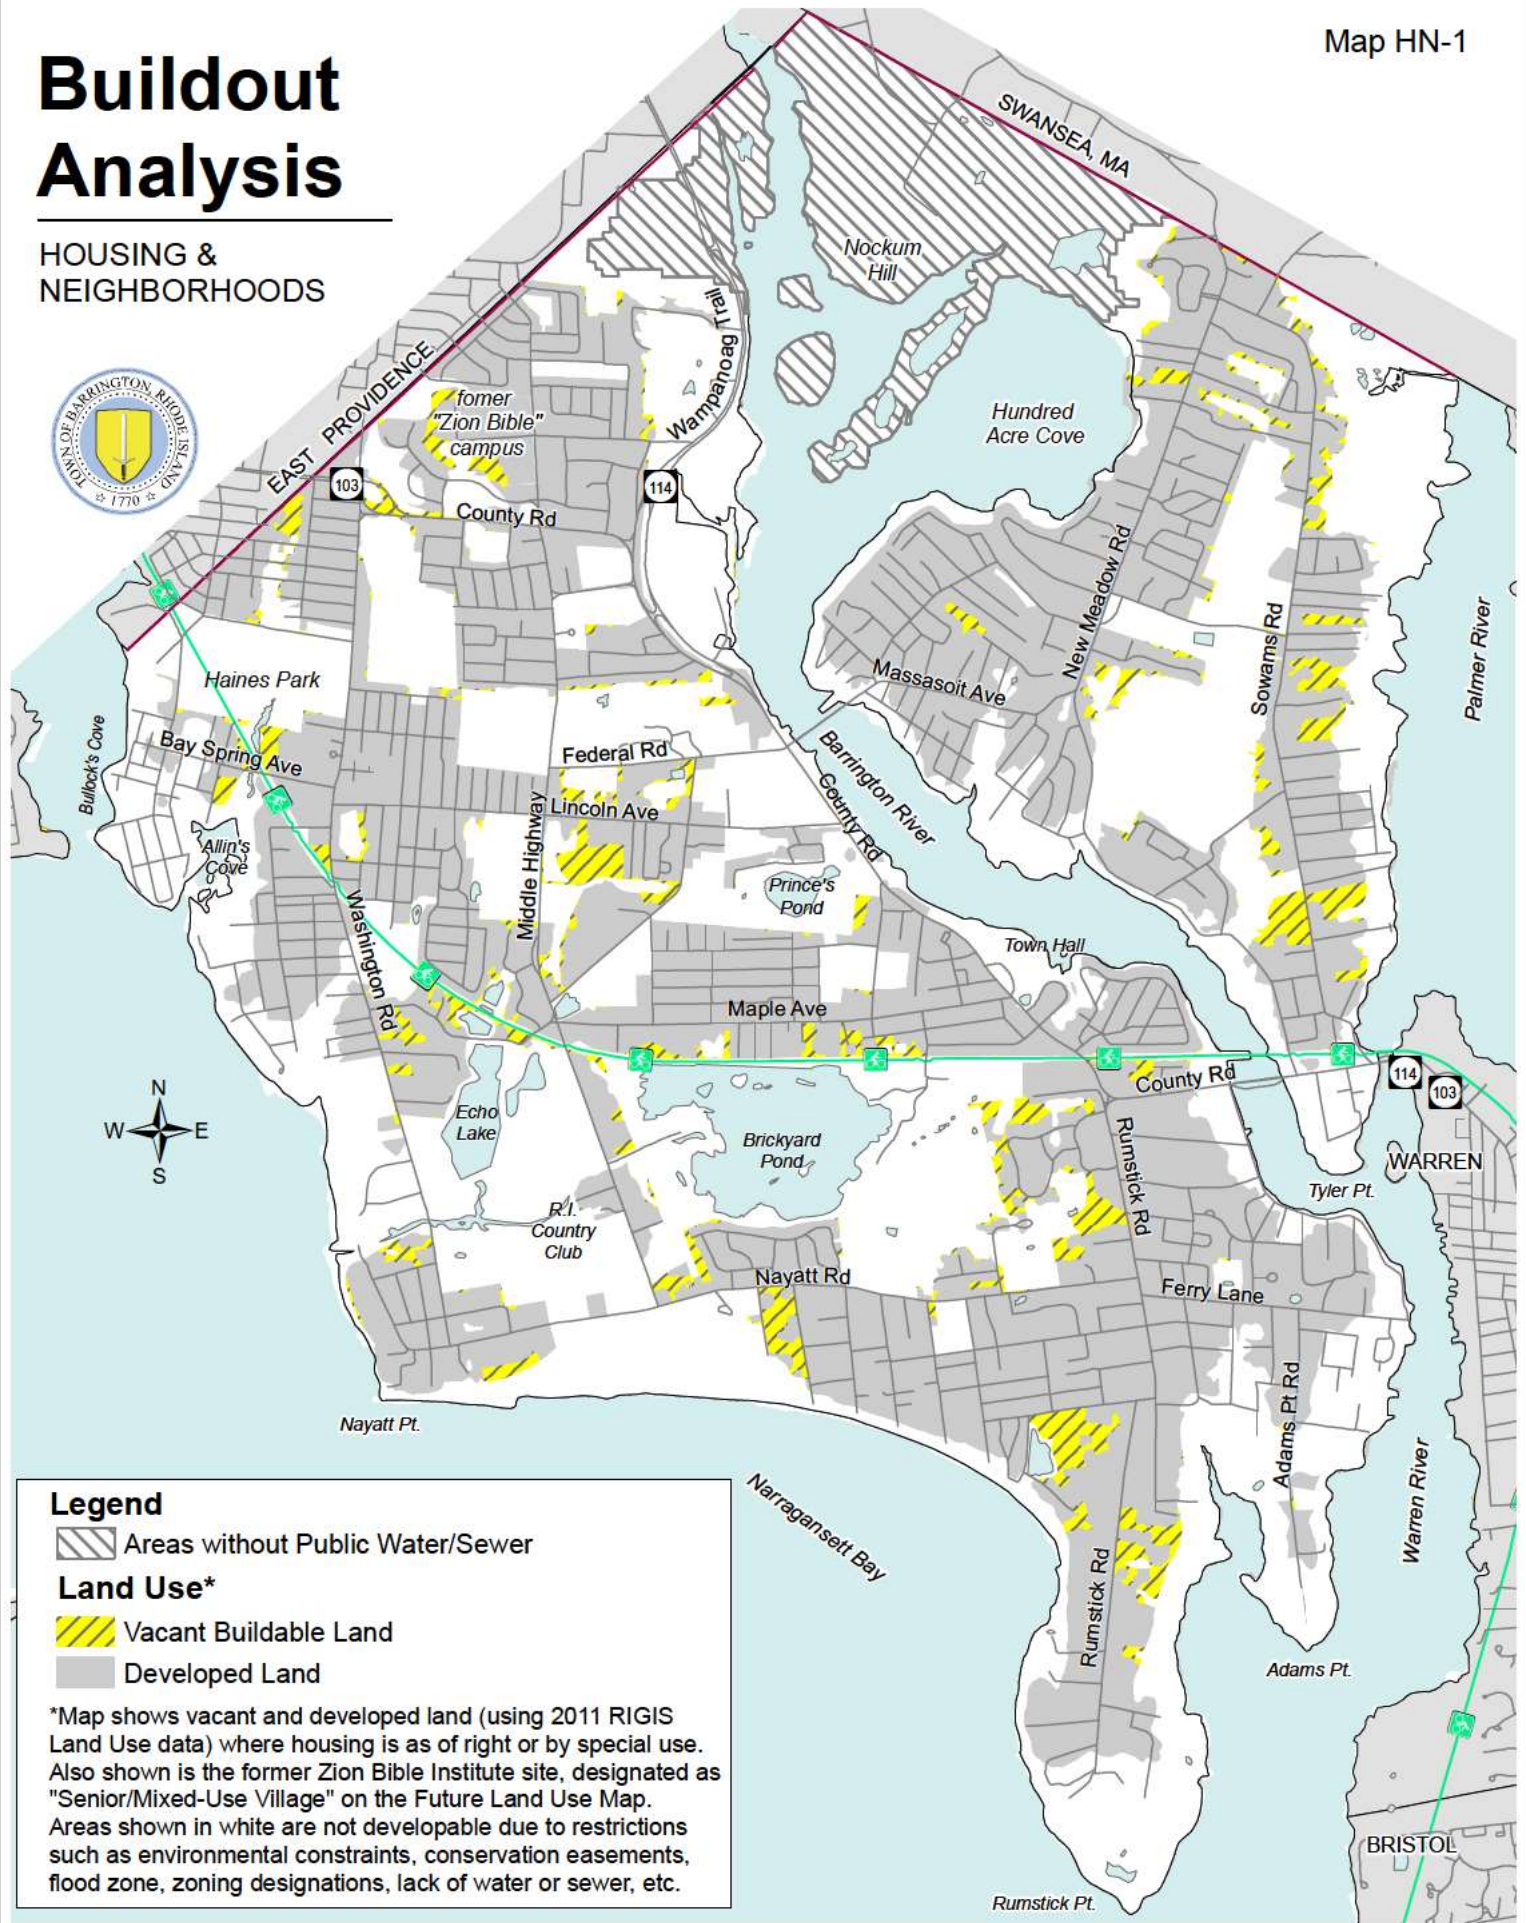 Buildout
Analysis
HOUSING &
NEIGHBORHOODS
Map HN-1
TOWN OF BARRINGTON, RHODE ISLAND
☆ 1770 ☆
SWANSEA, MA
Nockum
Hill
Wampanoag Trail
EAST PROVIDENCE
fomer
"Zion Bible"
campus
Hundred
Acre Cove
103
114
County Rd
New Meadow Rd
Sowams Rd
Palmer River
Haines Park
Massasoit Ave
Bullock's Cove
Bay Spring Ave
Federal Rd
Barrington River
County Rd
Lincoln Ave
Middle Highway
Allin's
Cove
Prince's
Pond
Washington Rd
Town Hall
Maple Ave
114
103
County Rd
N
W E
S
Echo
Lake
Brickyard
Pond
Rumstick Rd
WARREN
Tyler Pt.
R.I.
Country
Club
Nayatt Rd
Ferry Lane
Adams Pt Rd
Nayatt Pt.
Narragansett Bay
Warren River
Rumstick Rd
Adams Pt.
BRISTOL
Rumstick Pt.
Legend
Areas without Public Water/Sewer
Land Use*
Vacant Buildable Land
Developed Land
*Map shows vacant and developed land (using 2011 RIGIS
Land Use data) where housing is as of right or by special use.
Also shown is the former Zion Bible Institute site, designated as
"Senior/Mixed-Use Village" on the Future Land Use Map.
Areas shown in white are not developable due to restrictions
such as environmental constraints, conservation easements,
flood zone, zoning designations, lack of water or sewer, etc.